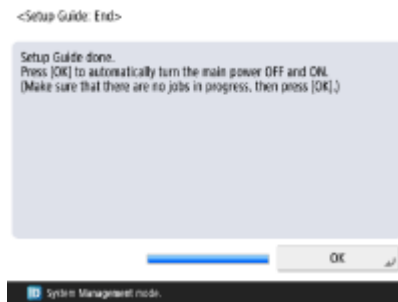 <Setup Guide: End>
Setup Guide done.
Press [OK] to automatically turn the main power OFF and ON.
(Make sure that there are no jobs in progress, then press [OK].)
OK
ID System Management mode.